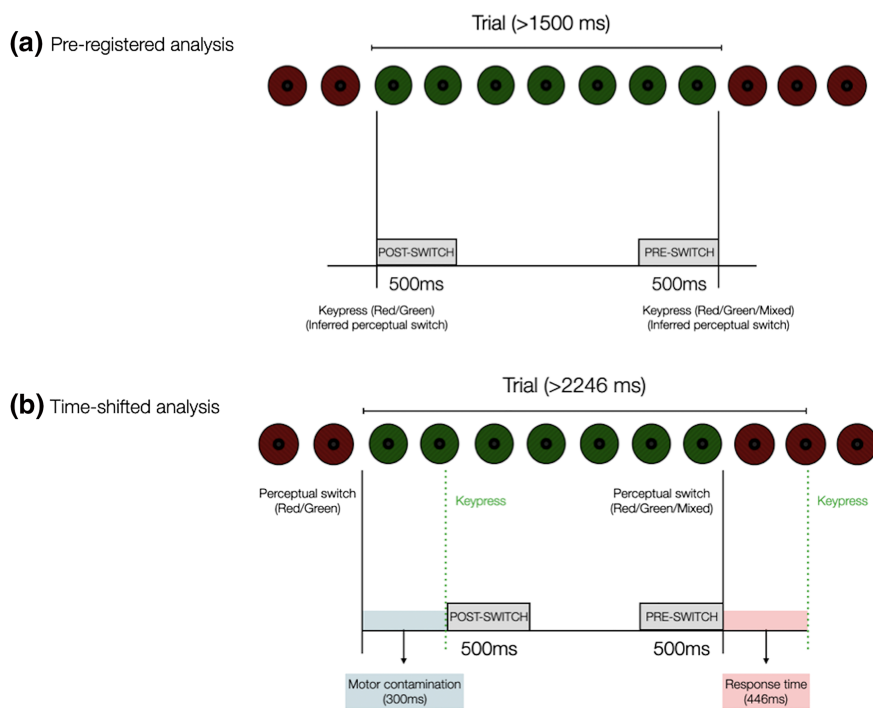 (a) Pre-registered analysis
Trial (>1500 ms)
POST-SWITCH
PRE-SWITCH
500ms
500ms
Keypress (Red/Green)
(Inferred perceptual switch)
Keypress (Red/Green/Mixed)
(Inferred perceptual switch)
(b) Time-shifted analysis
Trial (>2246 ms)
Perceptual switch
(Red/Green)
Keypress
Perceptual switch
(Red/Green/Mixed)
Keypress
POST-SWITCH
PRE-SWITCH
500ms
500ms
Motor contamination
(300ms)
Response time
(446ms)